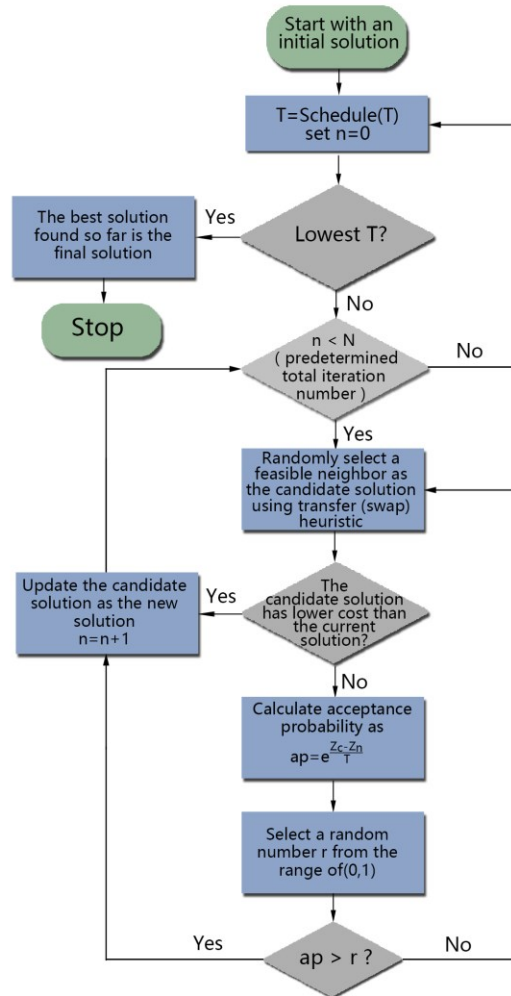 Start with an
initial solution
T=Schedule(T)
set n=0
Lowest T?
Yes
The best solution
found so far is the
final solution
Stop
No
n < N
( predetermined
total iteration
number )
No
Yes
Randomly select a
feasible neighbor as
the candidate solution
using transfer (swap)
heuristic
The
candidate solution
has lower cost than
the current
solution?
Yes
Update the candidate
solution as the new
solution
n=n+1
No
Calculate acceptance
probability as
ap=e^((Zc-Zn)/T)
Select a random
number r from the
range of(0,1)
ap > r ?
Yes
No